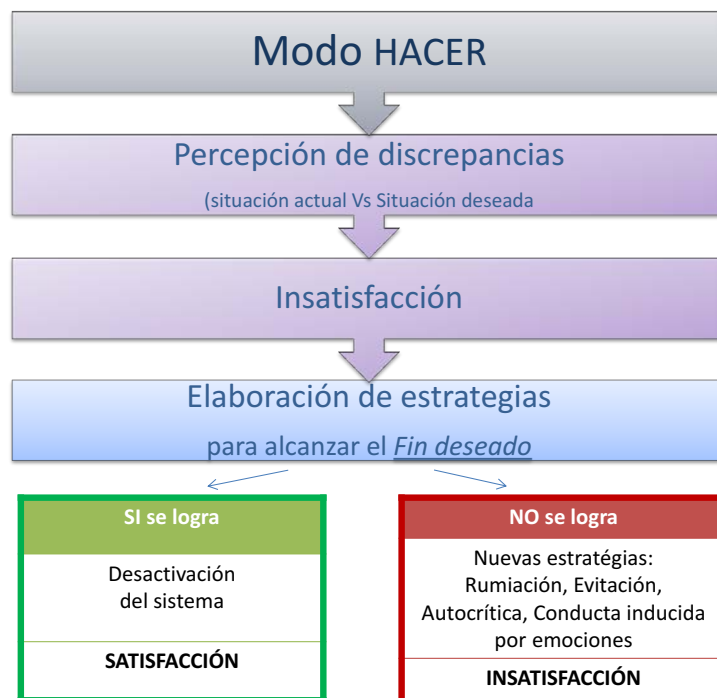 Modo HACER
Percepción de discrepancias
(situación actual Vs Situación deseada
Insatisfacción
Elaboración de estrategias
para alcanzar el Fin deseado
SI se logra
Desactivación
del sistema
SATISFACCIÓN
NO se logra
Nuevas estratégias:
Rumiación, Evitación,
Autocrítica, Conducta inducida
por emociones
INSATISFACCIÓN